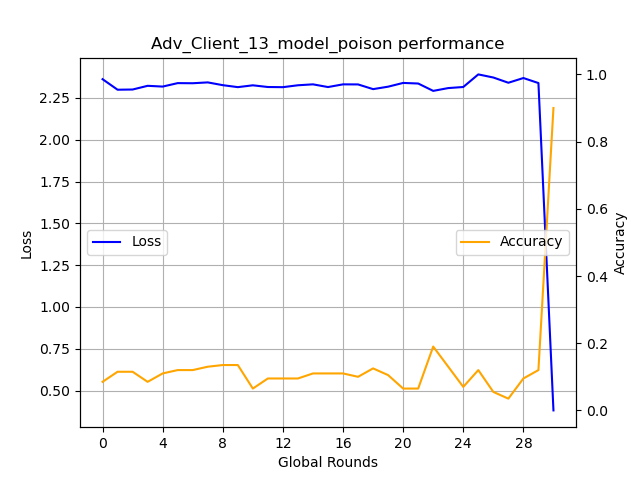 Adv_Client_13_model_poison performance
Loss
2.25
2.00
1.75
1.50
1.25
1.00
0.75
0.50
Loss
Accuracy
1.0
0.8
0.6
0.4
0.2
0.0
Accuracy
0 4 8 12 16 20 24 28
Global Rounds